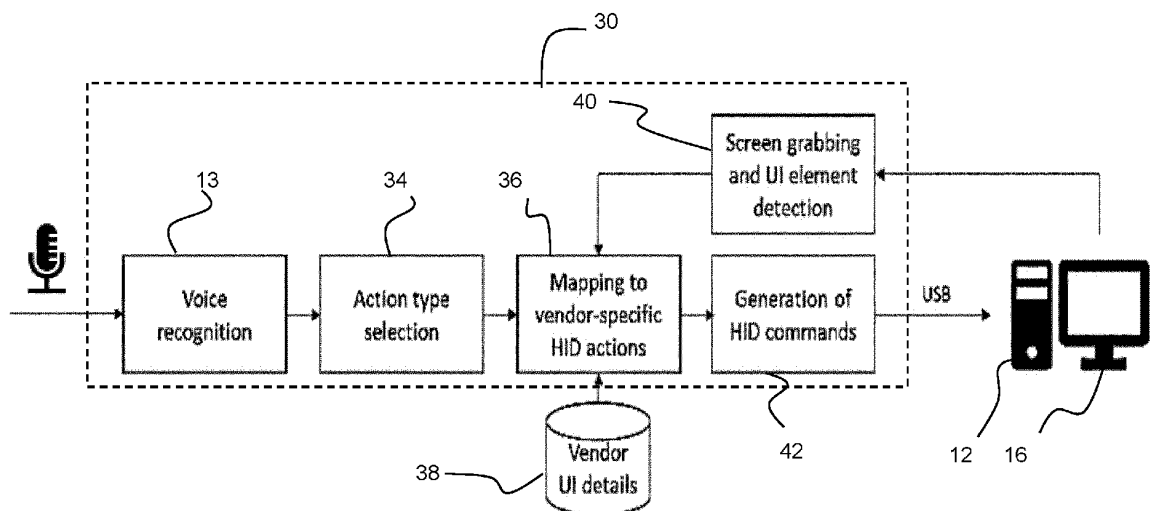 30
40
Screen grabbing
and UI element
detection
13
34
36
Voice
recognition
Action type
selection
Mapping to
vendor-specific
HID actions
Generation of
HID commands
USB
Vendor
UI details
38
42
12
16